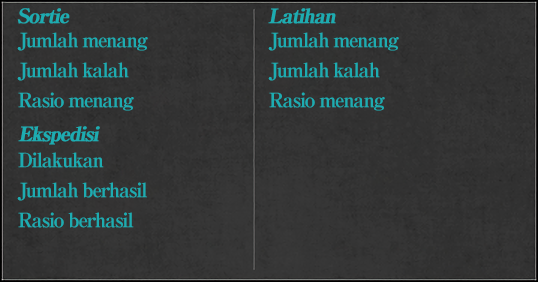 Sortie
Jumlah menang
Jumlah kalah
Rasio menang
Ekspedisi
Dilakukan
Jumlah berhasil
Rasio berhasil
Latihan
Jumlah menang
Jumlah kalah
Rasio menang